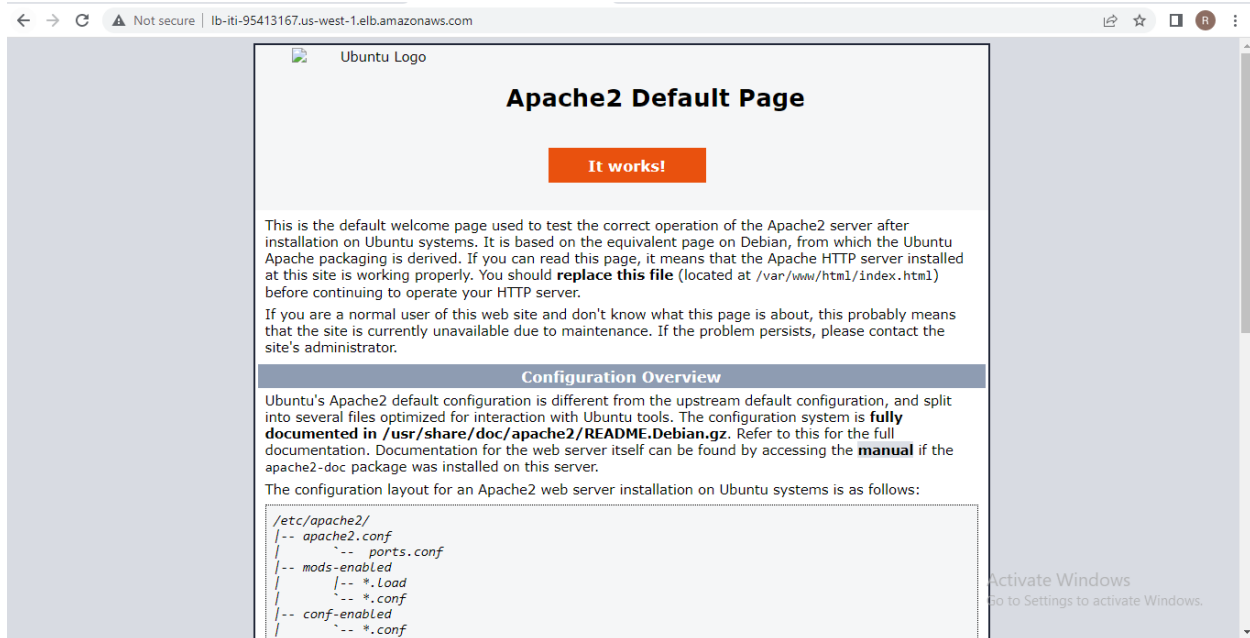 Not secure lb-iti-95413167.us-west-1.elb.amazonaws.com R
Ubuntu Logo
Apache2 Default Page
It works!
This is the default welcome page used to test the correct operation of the Apache2 server after
installation on Ubuntu systems. It is based on the equivalent page on Debian, from which the Ubuntu
Apache packaging is derived. If you can read this page, it means that the Apache HTTP server installed
at this site is working properly. You should replace this file (located at /var/www/html/index.html)
before continuing to operate your HTTP server.
If you are a normal user of this web site and don't know what this page is about, this probably means
that the site is currently unavailable due to maintenance. If the problem persists, please contact the
site's administrator.
Configuration Overview
Ubuntu's Apache2 default configuration is different from the upstream default configuration, and split
into several files optimized for interaction with Ubuntu tools. The configuration system is fully
documented in /usr/share/doc/apache2/README.Debian.gz. Refer to this for the full
documentation. Documentation for the web server itself can be found by accessing the manual if the
apache2-doc package was installed on this server.
The configuration layout for an Apache2 web server installation on Ubuntu systems is as follows:
/etc/apache2/
|-- apache2.conf
|       `--  ports.conf
|-- mods-enabled
|       |-- *.load
|       `-- *.conf
|-- conf-enabled
|       `-- *.conf
Activate Windows
Go to Settings to activate Windows.